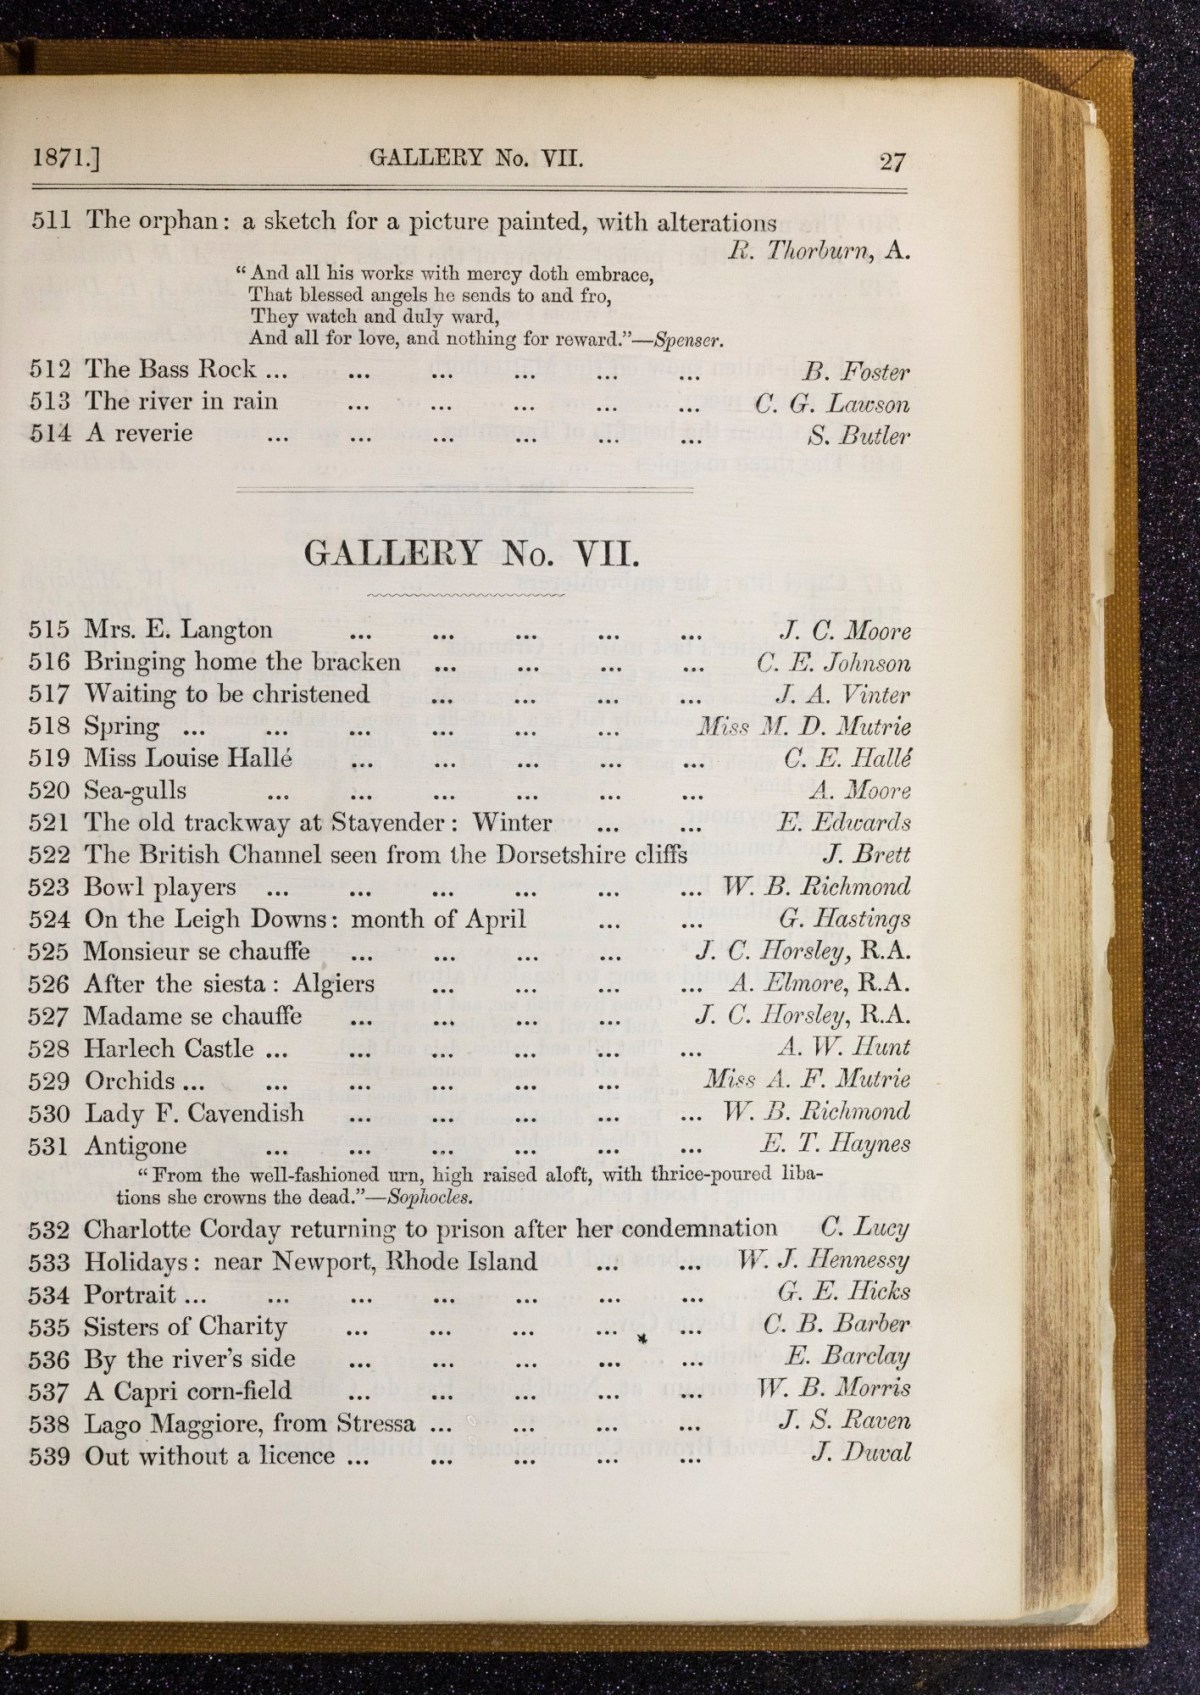 1871.] GALLERY No. VII. 27
511 The orphan: a sketch for a picture painted, with alterations
R. Thorburn, A.
“And all his works with mercy doth embrace,
That blessed angels he sends to and fro,
They watch and duly ward,
And all for love, and nothing for reward.”—Spenser.
512 The Bass Rock ... ... ... ... ... ... B. Foster
513 The river in rain ... ... ... ... ... C. G. Lawson
514 A reverie ... ... ... ... ... ... S. Butler
GALLERY No. VII.
515 Mrs. E. Langton ... ... ... ... ... J. C. Moore
516 Bringing home the bracken ... ... ... ... C. E. Johnson
517 Waiting to be christened ... ... ... ... J. A. Vinter
518 Spring ... ... ... ... ... ... Miss M. D. Mutrie
519 Miss Louise Hallé ... ... ... ... ... C. E. Hallé
520 Sea-gulls ... ... ... ... ... ... A. Moore
521 The old trackway at Stavender: Winter ... ... E. Edwards
522 The British Channel seen from the Dorsetshire cliffs J. Brett
523 Bowl players ... ... ... ... ... ... W. B. Richmond
524 On the Leigh Downs: month of April ... ... G. Hastings
525 Monsieur se chauffe ... ... ... ... J. C. Horsley, R.A.
526 After the siesta: Algiers ... ... ... ... A. Elmore, R.A.
527 Madame se chauffe ... ... ... ... J. C. Horsley, R.A.
528 Harlech Castle ... ... ... ... ... ... A. W. Hunt
529 Orchids ... ... ... ... ... ... Miss A. F. Mutrie
530 Lady F. Cavendish ... ... ... ... ... W. B. Richmond
531 Antigone ... ... ... ... ... ... E. T. Haynes
“From the well-fashioned urn, high raised aloft, with thrice-poured liba-
tions she crowns the dead.”—Sophocles.
532 Charlotte Corday returning to prison after her condemnation C. Lucy
533 Holidays: near Newport, Rhode Island ... ... W. J. Hennessy
534 Portrait ... ... ... ... ... ... ... G. E. Hicks
535 Sisters of Charity ... ... ... ... ... C. B. Barber
536 By the river’s side ... ... ... ... ... E. Barclay
537 A Capri corn-field ... ... ... ... ... W. B. Morris
538 Lago Maggiore, from Stressa ... ... ... ... J. S. Raven
539 Out without a licence ... ... ... ... ... J. Duval